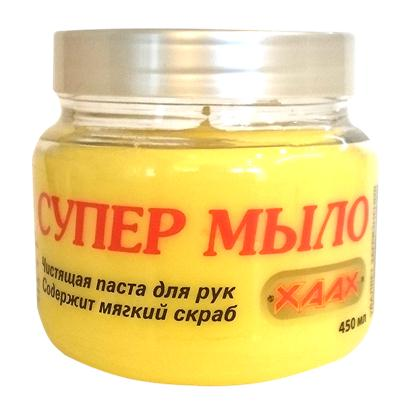 СУПЕР МЫЛО
Чистящая паста для рук
Содержит мягкий скраб
ХААХ
450 мл